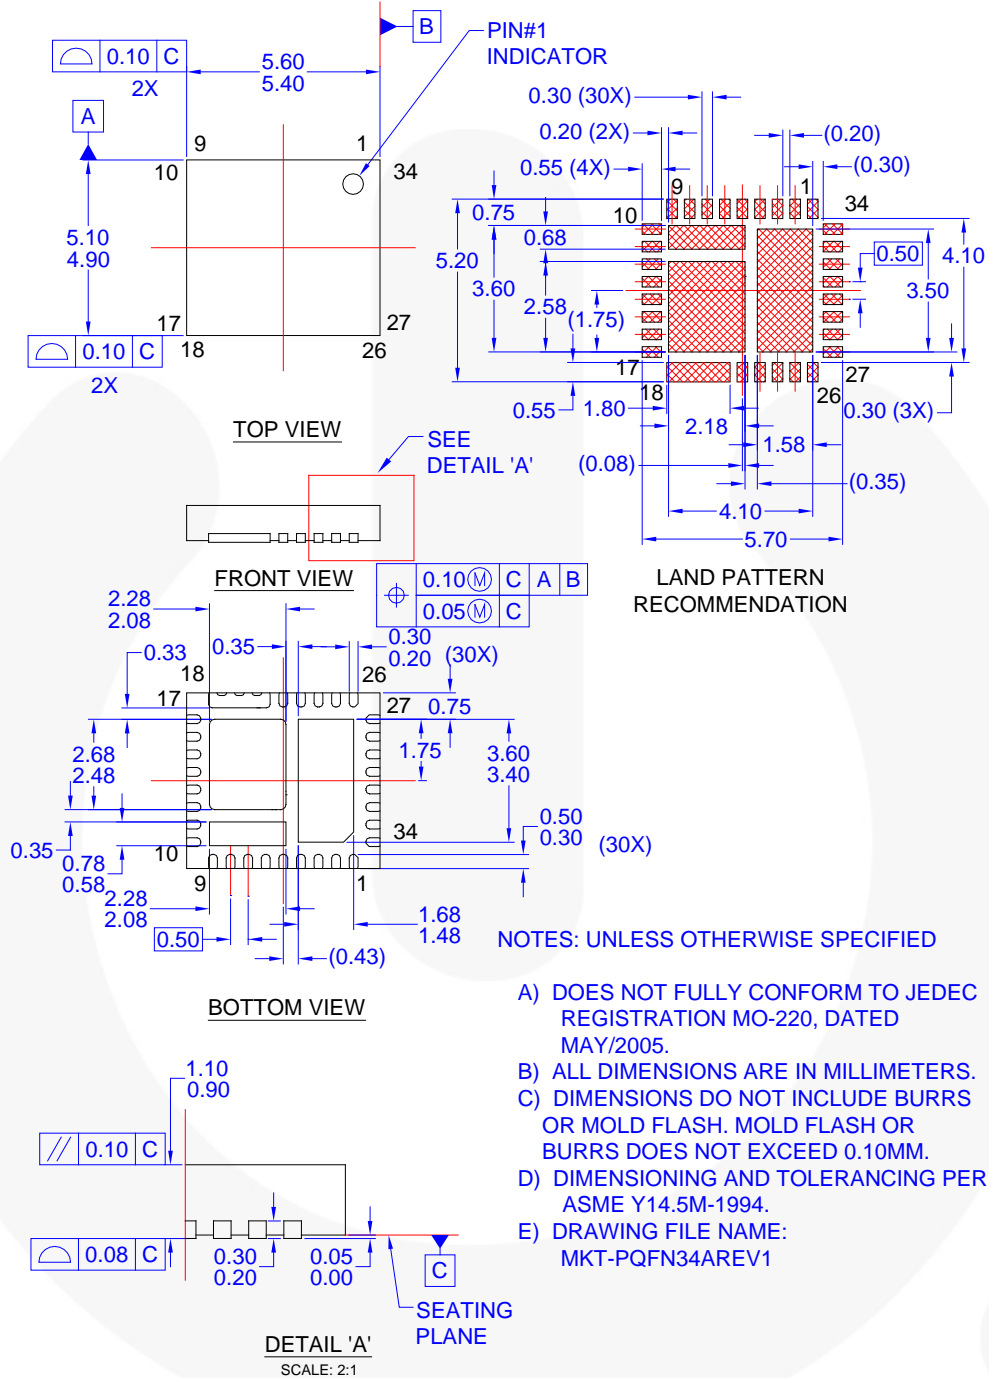 B
PIN#1
INDICATOR
0.10 C
2X
5.60
5.40
A
9
1
10
34
5.10
4.90
17
27
18
26
0.10 C
2X
TOP VIEW
0.30 (30X)
0.20 (2X)
(0.20)
0.55 (4X)
(0.30)
9
1
34
10
0.75
0.68
5.20
3.60
2.58
(1.75)
0.50
4.10
3.50
17
18
27
26
0.55
1.80
0.30 (3X)
2.18
1.58
(0.08)
(0.35)
4.10
5.70
LAND PATTERN
RECOMMENDATION
SEE
DETAIL 'A'
FRONT VIEW
0.10 Ⓜ C A B
0.05 Ⓜ C
2.28
2.08
0.33
0.35
0.30
0.20 (30X)
18
26
17
27
0.75
1.75
2.68
2.48
3.60
3.40
0.35
10
34
0.50
0.30 (30X)
0.78
0.58
9
1
2.28
2.08
1.68
1.48
0.50
(0.43)
BOTTOM VIEW
NOTES: UNLESS OTHERWISE SPECIFIED
A) DOES NOT FULLY CONFORM TO JEDEC
REGISTRATION MO-220, DATED
MAY/2005.
B) ALL DIMENSIONS ARE IN MILLIMETERS.
C) DIMENSIONS DO NOT INCLUDE BURRS
OR MOLD FLASH. MOLD FLASH OR
BURRS DOES NOT EXCEED 0.10MM.
D) DIMENSIONING AND TOLERANCING PER
ASME Y14.5M-1994.
E) DRAWING FILE NAME:
MKT-PQFN34AREV1
1.10
0.90
// 0.10 C
0.08 C
0.30
0.20
0.05
0.00
C
SEATING
PLANE
DETAIL 'A'
SCALE: 2:1